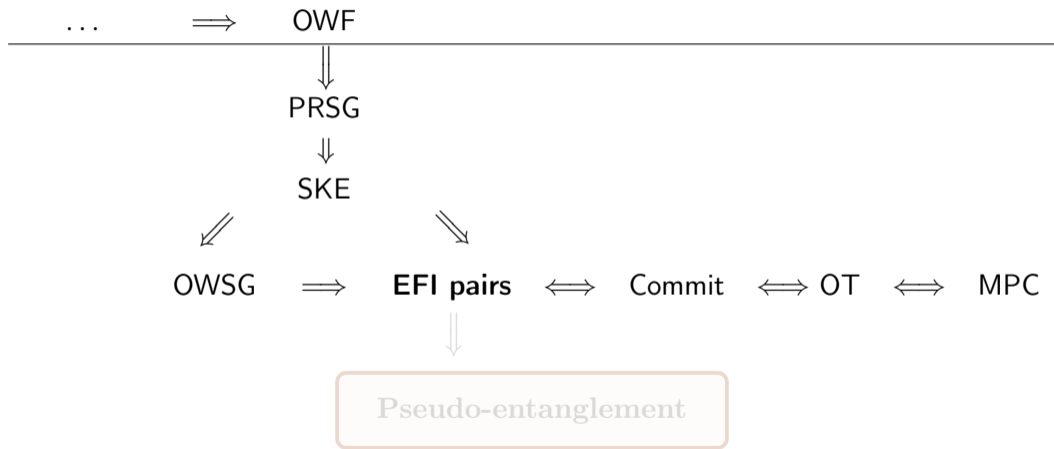 ... ⟹ OWF
⇓
PRSG
⇓
SKE
⇙ ⇘
OWSG ⟹ EFI pairs ⟺ Commit ⟺ OT ⟺ MPC
⇓
Pseudo-entanglement